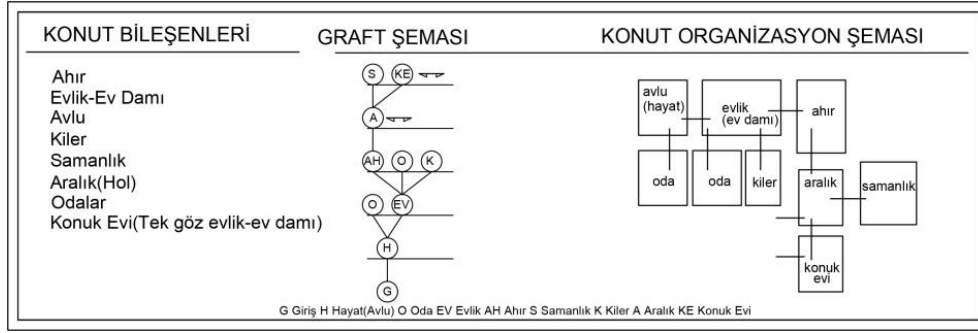 KONUT BİLEŞENLERİ
Ahır
Evlik-Ev Damı
Avlu
Kiler
Samanlık
Aralık(Hol)
Odalar
Konuk Evi(Tek göz evlik-ev damı)
GRAFT ŞEMASI
S KE
A
AH O K
O EV
H
G
KONUT ORGANİZASYON ŞEMASI
avlu
(hayat)
evlik
(ev damı)
ahır
oda
oda
kiler
aralık
samanlık
konuk
evi
G Giriş H Hayat(Avlu) O Oda EV Evlik AH Ahır S Samanlık K Kiler A Aralık KE Konuk Evi